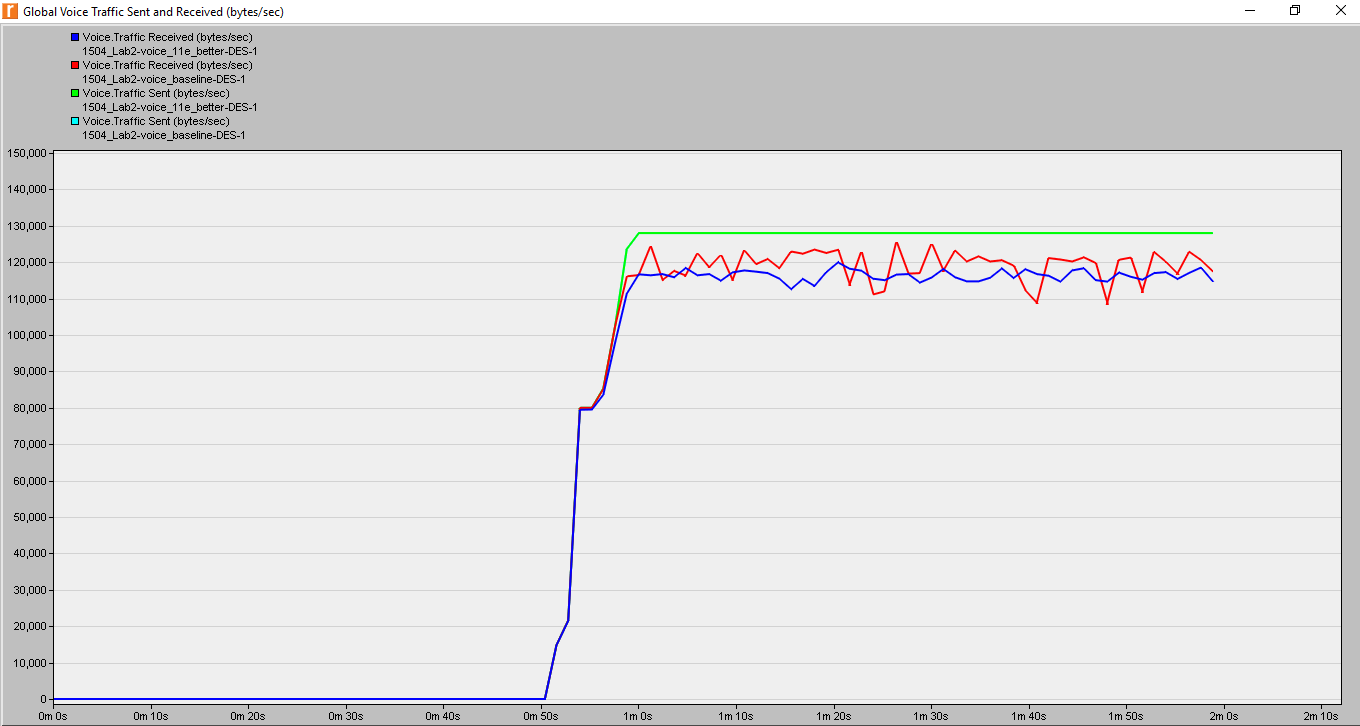 Global Voice Traffic Sent and Received (bytes/sec)
Voice.Traffic Received (bytes/sec)
1504_Lab2-voice_11e_better-DES-1
Voice.Traffic Received (bytes/sec)
1504_Lab2-voice_baseline-DES-1
Voice.Traffic Sent (bytes/sec)
1504_Lab2-voice_11e_better-DES-1
Voice.Traffic Sent (bytes/sec)
1504_Lab2-voice_baseline-DES-1
150,000
140,000
130,000
120,000
110,000
100,000
90,000
80,000
70,000
60,000
50,000
40,000
30,000
20,000
10,000
0
0m 0s 0m 10s 0m 20s 0m 30s 0m 40s 0m 50s 1m 0s 1m 10s 1m 20s 1m 30s 1m 40s 1m 50s 2m 0s 2m 10s